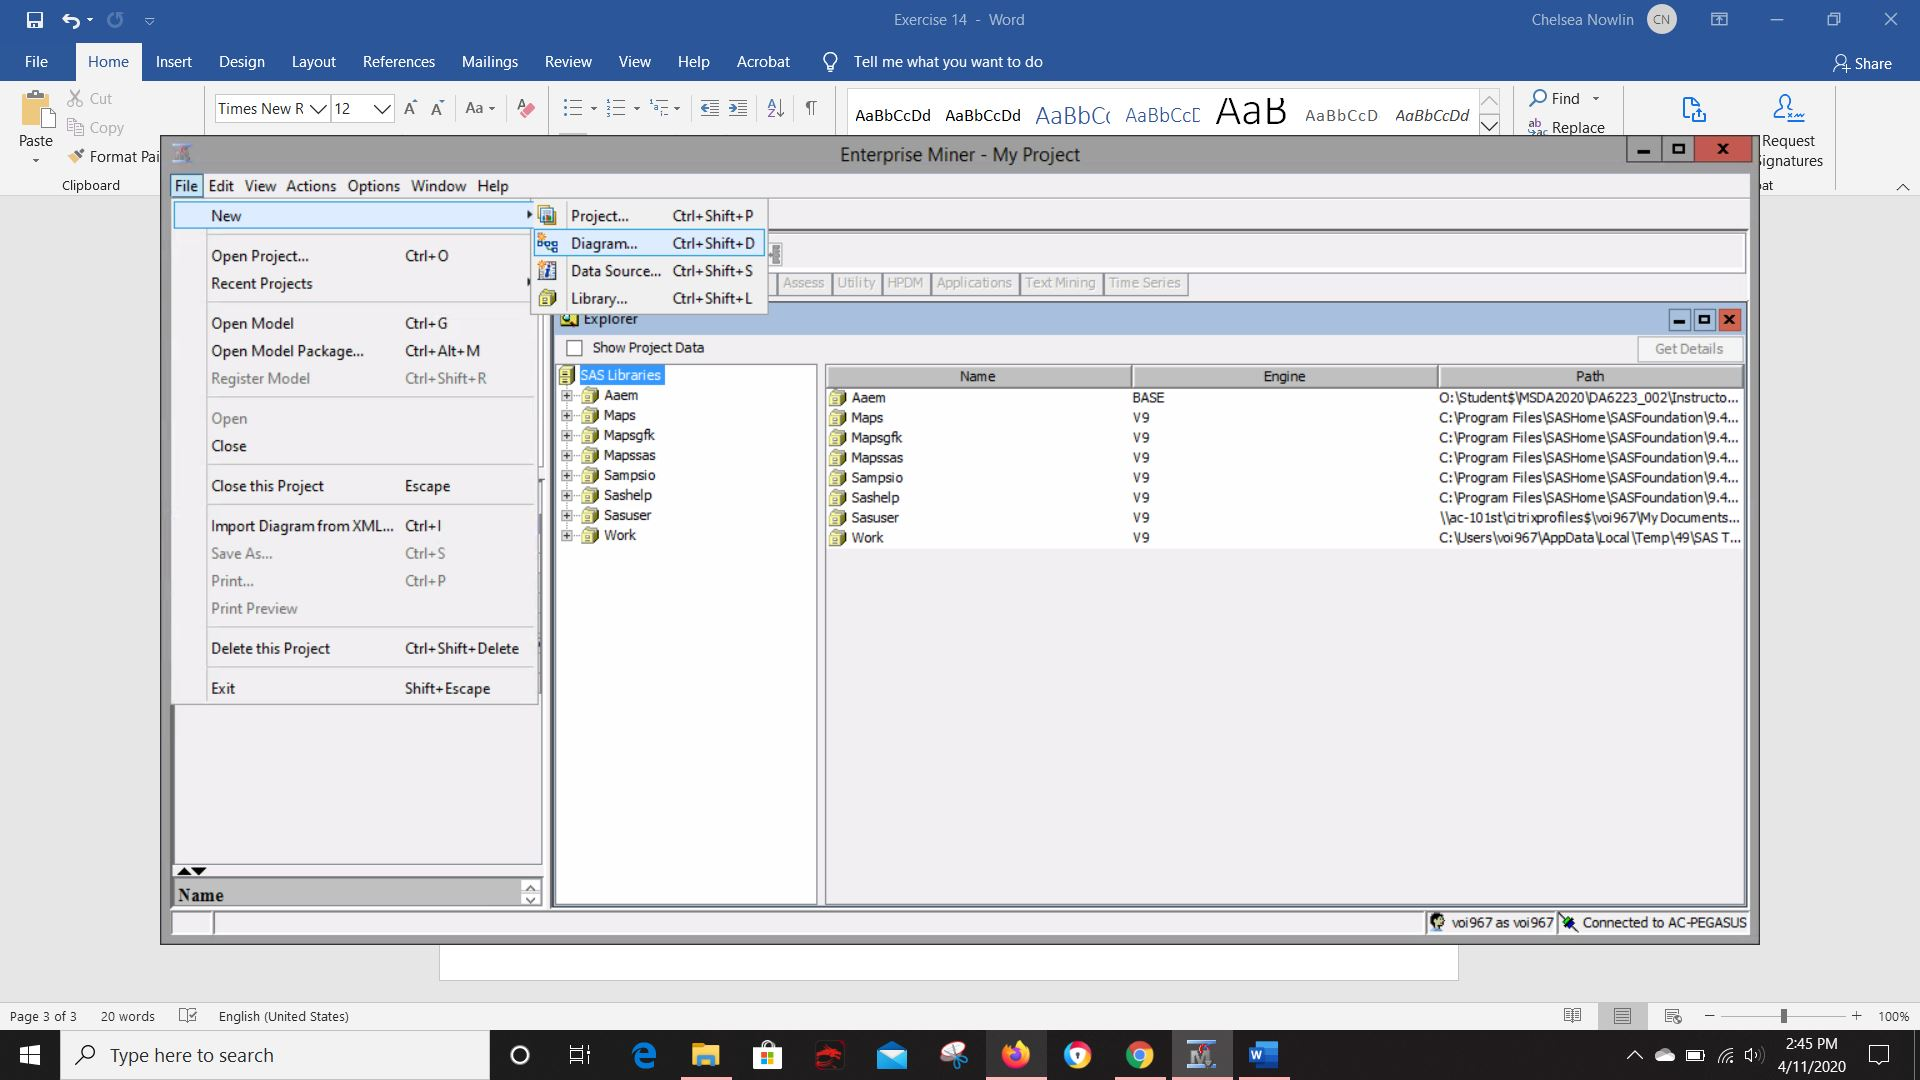 Exercise 14 - Word
Chelsea Nowlin CN
File Home Insert Design Layout References Mailings Review View Help Acrobat Tell me what you want to do Share
Cut
Copy
Paste
Format Pai
Clipboard
Times New R 12 Aa
AaBbCcDd AaBbCcDd AaBbC AaBbCcE AaB AaBbCcD AaBbCcDd
Find
Replace
Request
Signatures
at
Enterprise Miner - My Project
File Edit View Actions Options Window Help
New
Project... Ctrl+Shift+P
Diagram... Ctrl+Shift+D
Data Source... Ctrl+Shift+S
Library... Ctrl+Shift+L
Open Project... Ctrl+O
Recent Projects
Open Model Ctrl+G
Open Model Package... Ctrl+Alt+M
Register Model Ctrl+Shift+R
Open
Close
Close this Project Escape
Import Diagram from XML... Ctrl+I
Save As... Ctrl+S
Print... Ctrl+P
Print Preview
Delete this Project Ctrl+Shift+Delete
Exit Shift+Escape
Assess Utility HPDM Applications Text Mining Time Series
Explorer
Show Project Data
Get Details
SAS Libraries
Aaem
Maps
Mapsgfk
Mapssas
Sampsio
Sashelp
Sasuser
Work
Name Engine Path
Aaem BASE O:\Student$\MSDA2020\DA6223_002\Instructo...
Maps V9 C:\Program Files\SASHome\SASFoundation\9.4...
Mapsgfk V9 C:\Program Files\SASHome\SASFoundation\9.4...
Mapssas V9 C:\Program Files\SASHome\SASFoundation\9.4...
Sampsio V9 C:\Program Files\SASHome\SASFoundation\9.4...
Sashelp V9 C:\Program Files\SASHome\SASFoundation\9.4...
Sasuser V9 \\ac-101st\citrixprofiles$\voi967\My Documents...
Work V9 C:\Users\voi967\AppData\Local\Temp\49\SAS T...
Name
voi967 as voi967 Connected to AC-PEGASUS
Page 3 of 3 20 words English (United States) 100%
Type here to search
2:45 PM
4/11/2020